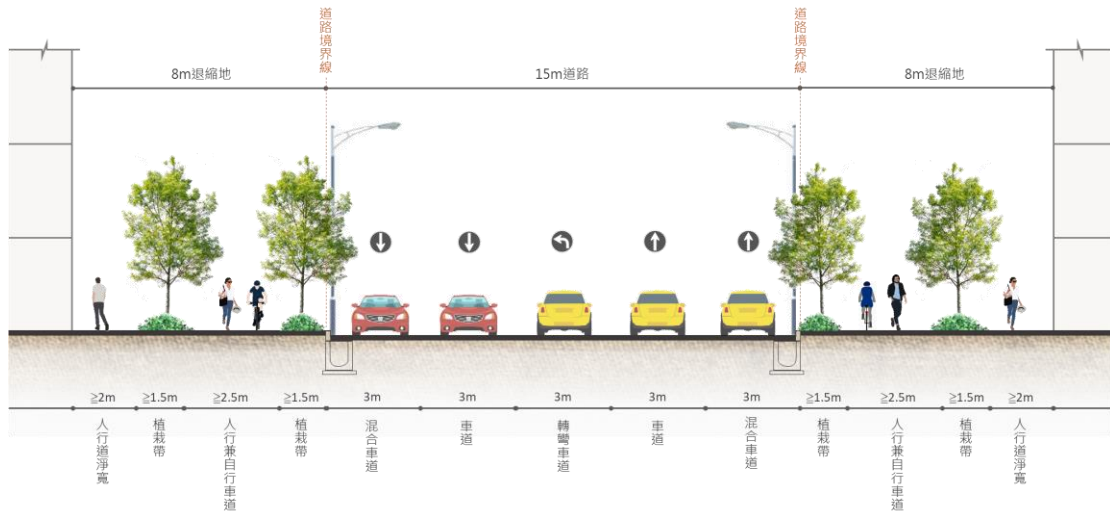 道路境界線
道路境界線
8m退縮地
15m道路
8m退縮地
≧2m
≧1.5m
≧2.5m
≧1.5m
3m
3m
3m
3m
3m
≧1.5m
≧2.5m
≧1.5m
≧2m
人行道淨寬
植栽帶
人行兼自行車道
植栽帶
混合車道
車道
轉彎車道
車道
混合車道
植栽帶
人行兼自行車道
植栽帶
人行道淨寬